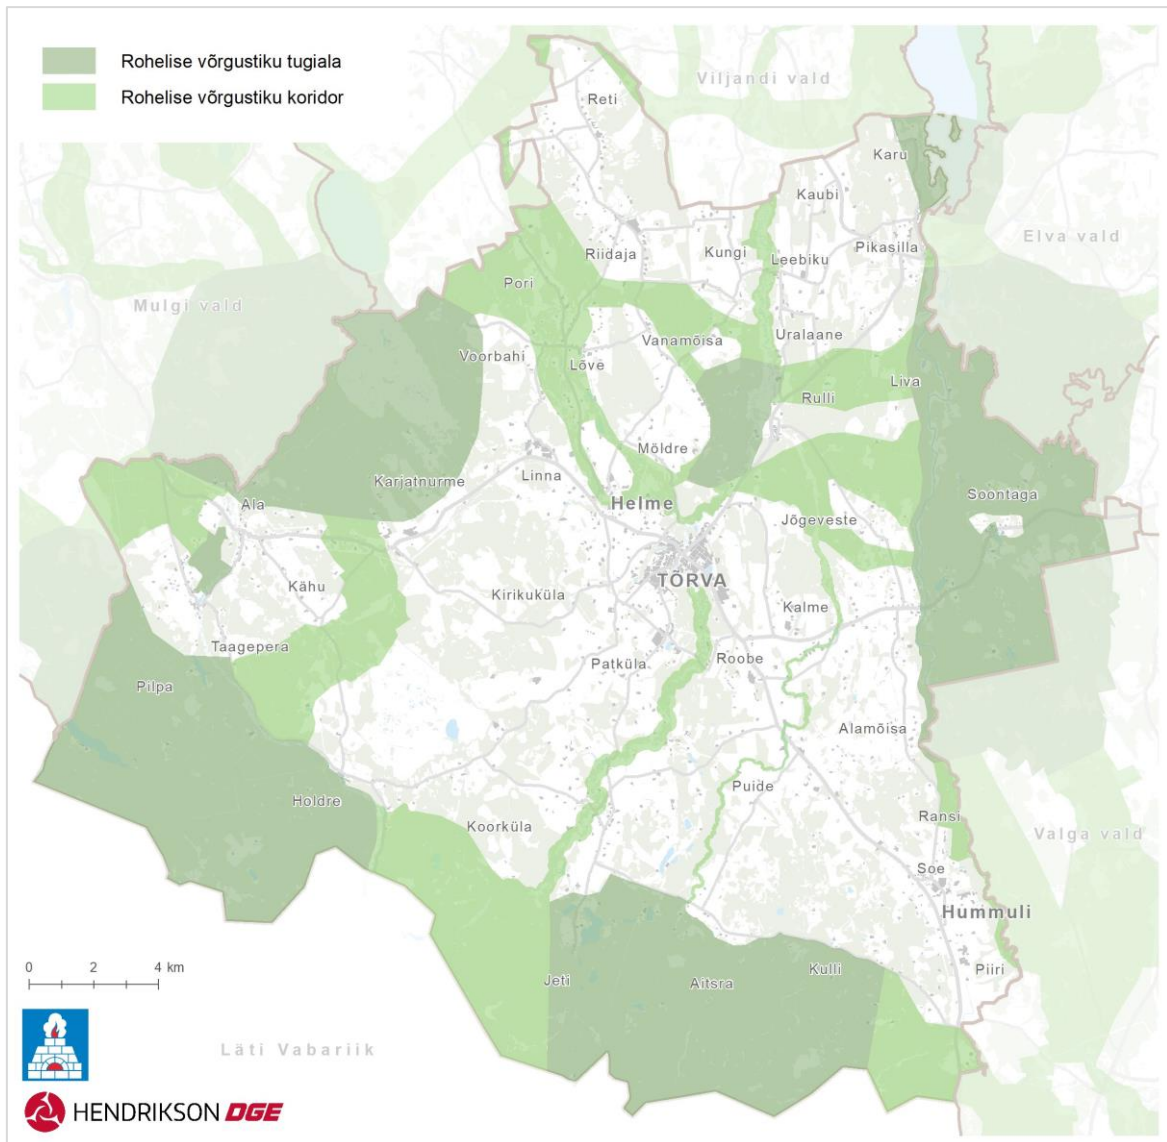 Rohelise võrgustiku tugiala
Rohelise võrgustiku koridor
Viljandi vald
Reti
Karu
Kaubi
Elva vald
Riidaja
Kungi
Leebiku
Pikasilla
Pori
Mulgi vald
Vanamõisa
Uralaane
Voorbahi
Lõve
Liva
Rulli
Möldre
Karjatnurme
Linna
Soontaga
Ala
Helme
Jõgeveste
TÕRVA
Kähu
Kirikuküla
Kalme
Taagepera
Patküla
Roobe
Pilpa
Alamõisa
Puide
Holdre
Ransi
Koorküla
Valga vald
Soe
Hummuli
0 2 4 km
Jeti
Aitsra
Kulli
Piiri
Läti Vabariik
HENDRIKSON DGE